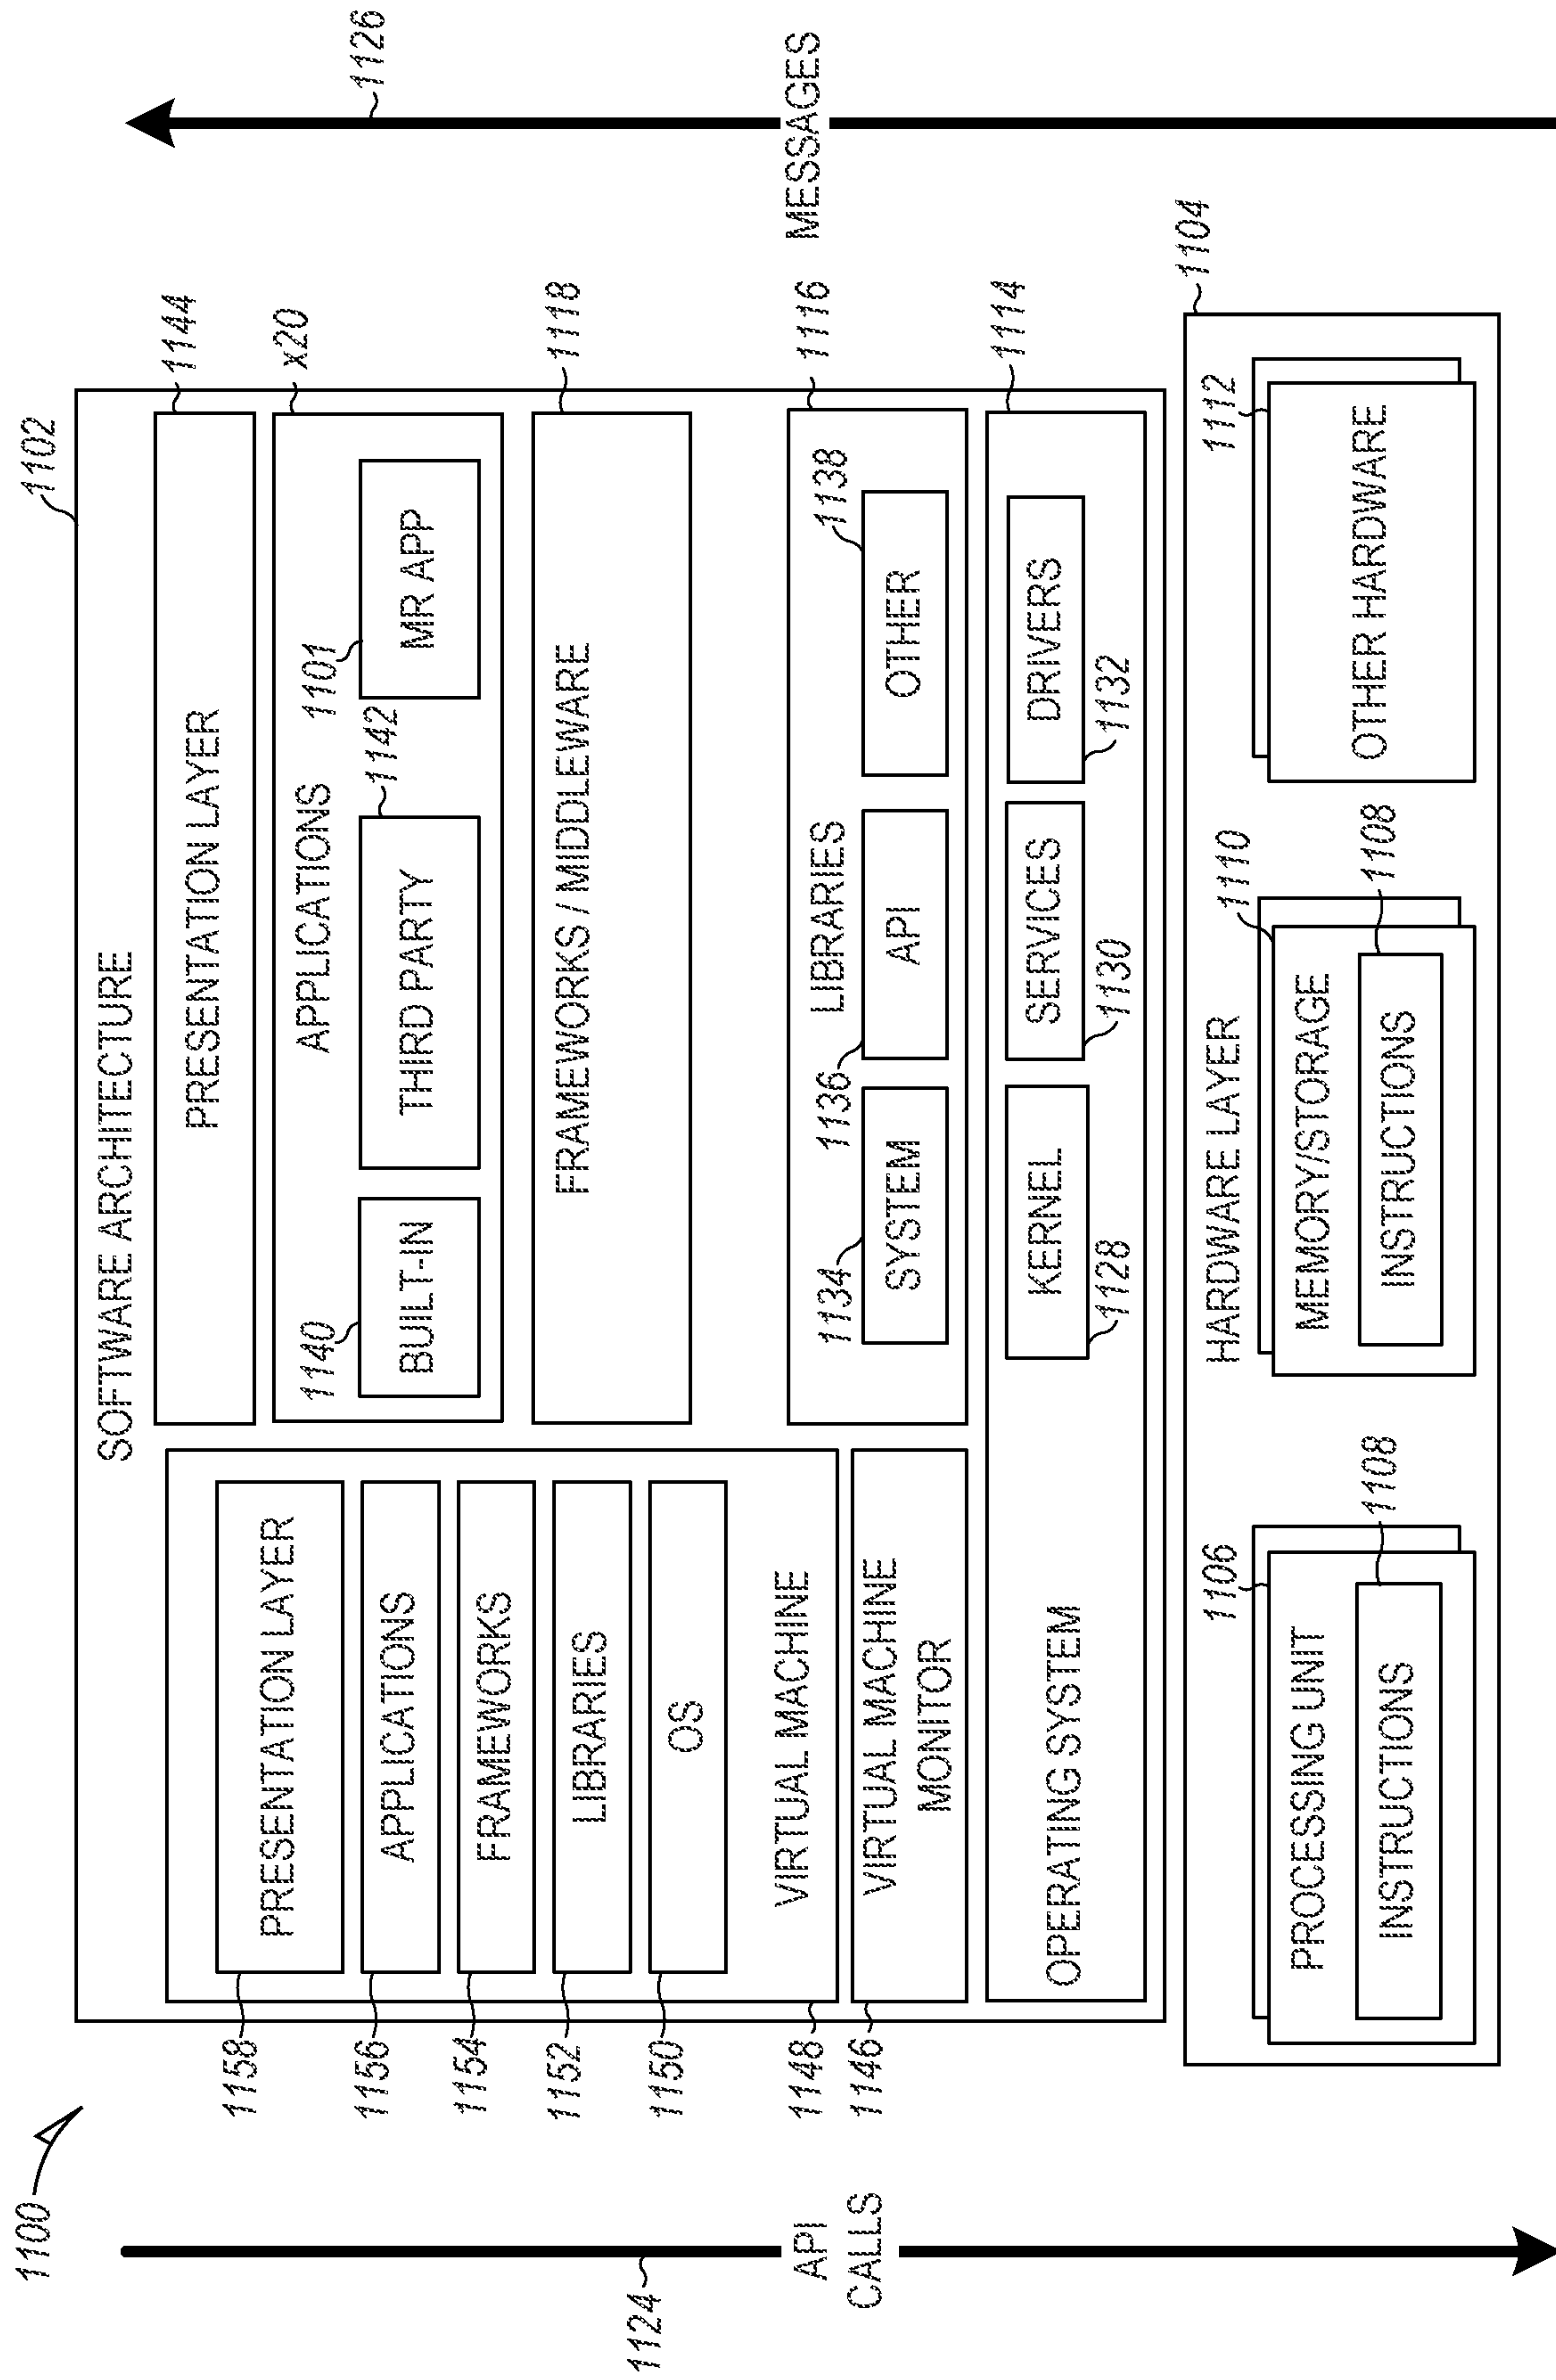 1100
1102
SOFTWARE ARCHITECTURE
1158
PRESENTATION LAYER
1156
APPLICATIONS
1154
FRAMEWORKS
1152
LIBRARIES
1150
OS
1148
VIRTUAL MACHINE
1146
VIRTUAL MACHINE
MONITOR
PRESENTATION LAYER
1144
APPLICATIONS
x20
1140
BUILT-IN
1142
THIRD PARTY
1101
MR APP
FRAMEWORKS / MIDDLEWARE
1118
LIBRARIES
1116
1134
SYSTEM
1136
API
1138
OTHER
OPERATING SYSTEM
1114
KERNEL
1128
SERVICES
1130
DRIVERS
1132
HARDWARE LAYER
1104
1106
PROCESSING UNIT
INSTRUCTIONS
1108
1110
MEMORY/STORAGE
INSTRUCTIONS
1108
1112
OTHER HARDWARE
1124
API
CALLS
1126
MESSAGES